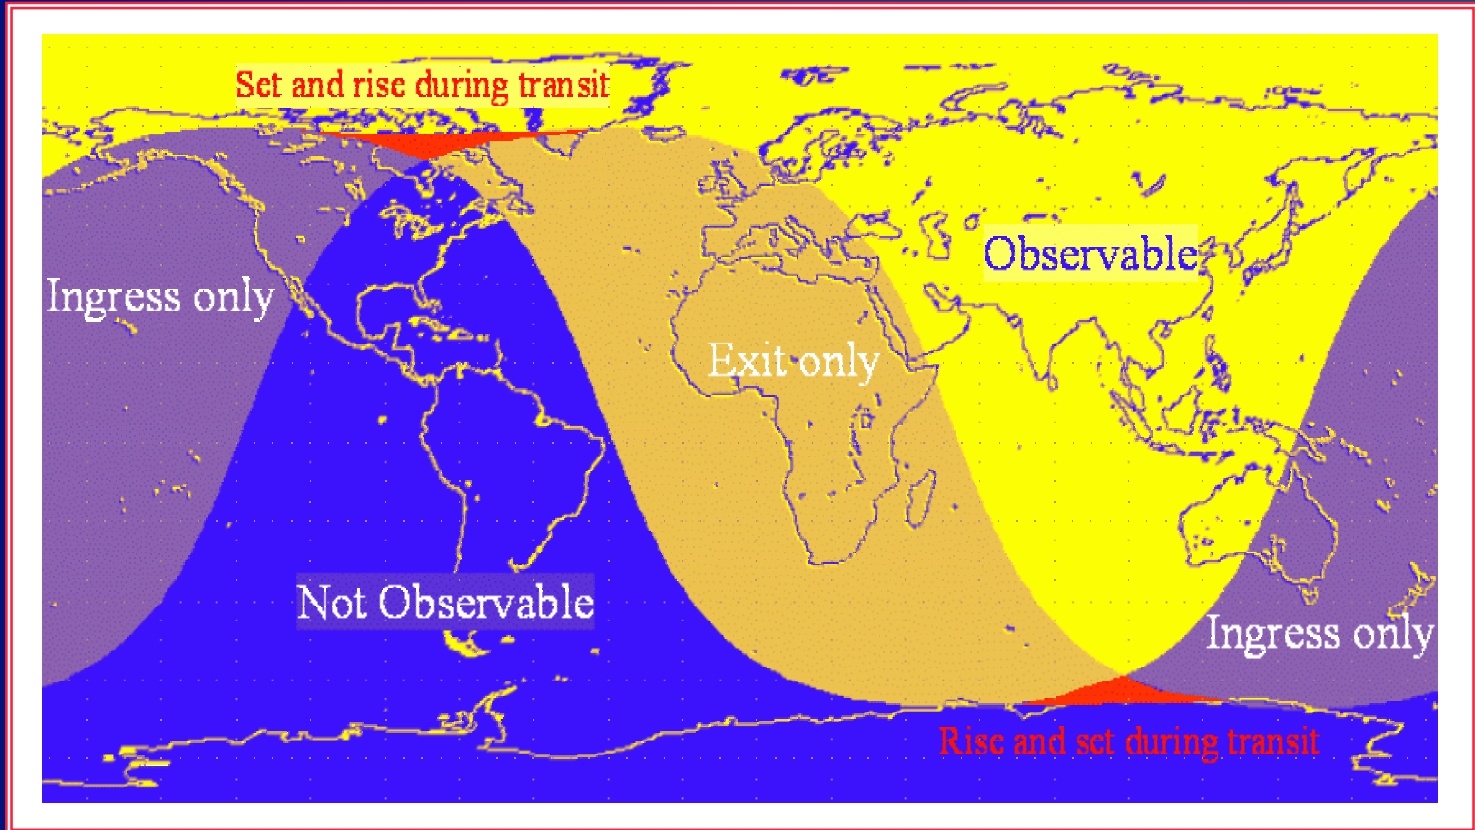 Set and rise during transit
Observable
Ingress only
Exit only
Not Observable
Ingress only
Rise and set during transit